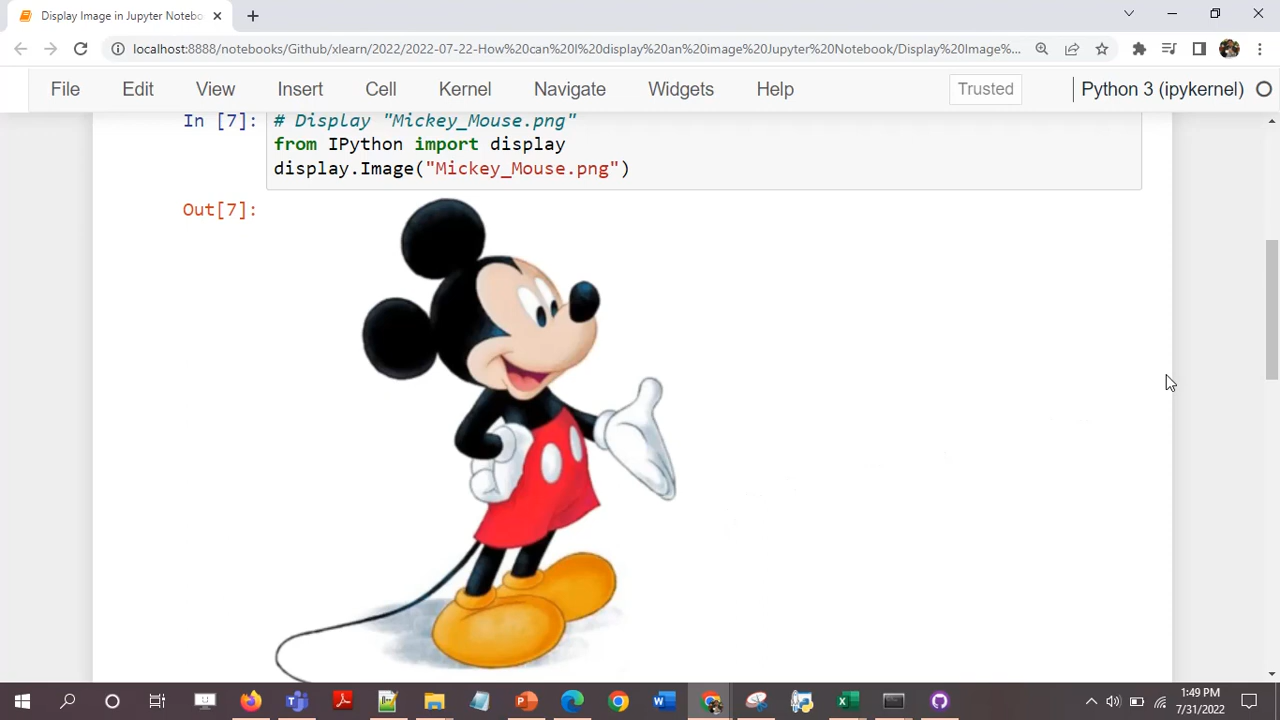 Display Image in Jupyter Notebo
localhost:8888/notebooks/Github/xlearn/2022/2022-07-22-How%20can%20I%20display%20an%20image%20Jupyter%20Notebook/Display%20Image%...
File Edit View Insert Cell Kernel Navigate Widgets Help Trusted Python 3 (ipykernel)
In [7]: # Display "Mickey_Mouse.png"
from IPython import display
display.Image("Mickey_Mouse.png")
Out[7]:
1:49 PM
7/31/2022